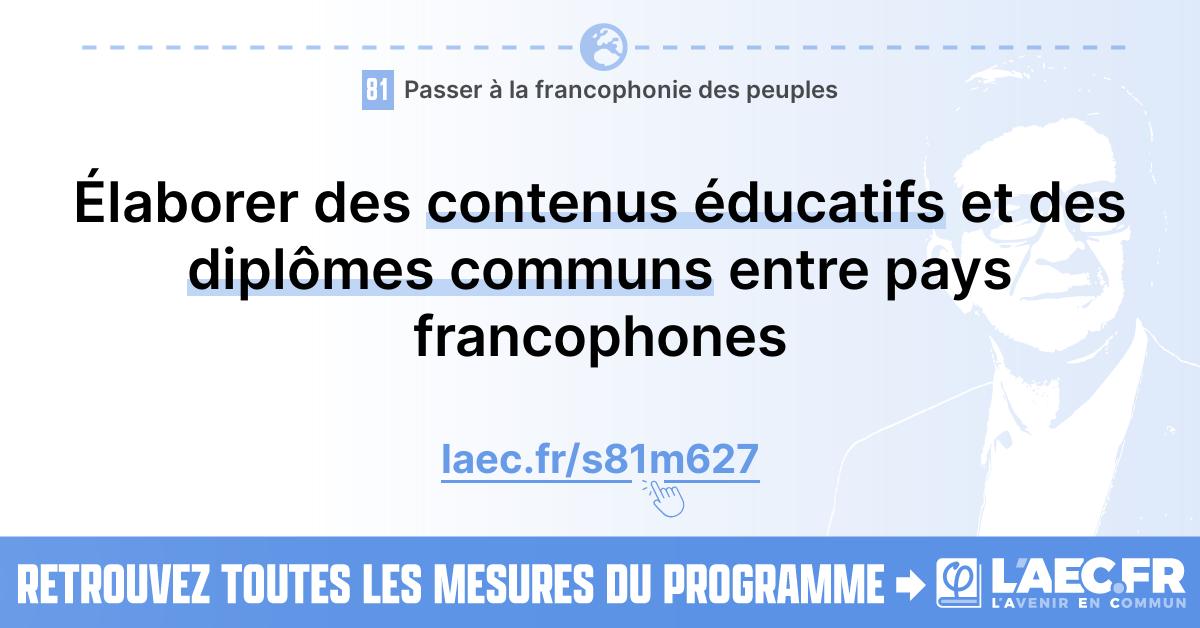 81 Passer à la francophonie des peuples
Élaborer des contenus éducatifs et des
diplômes communs entre pays
francophones
laec.fr/s81m627
RETROUVEZ TOUTES LES MESURES DU PROGRAMME → φ L'AEC.FR
L'AVENIR EN COMMUN